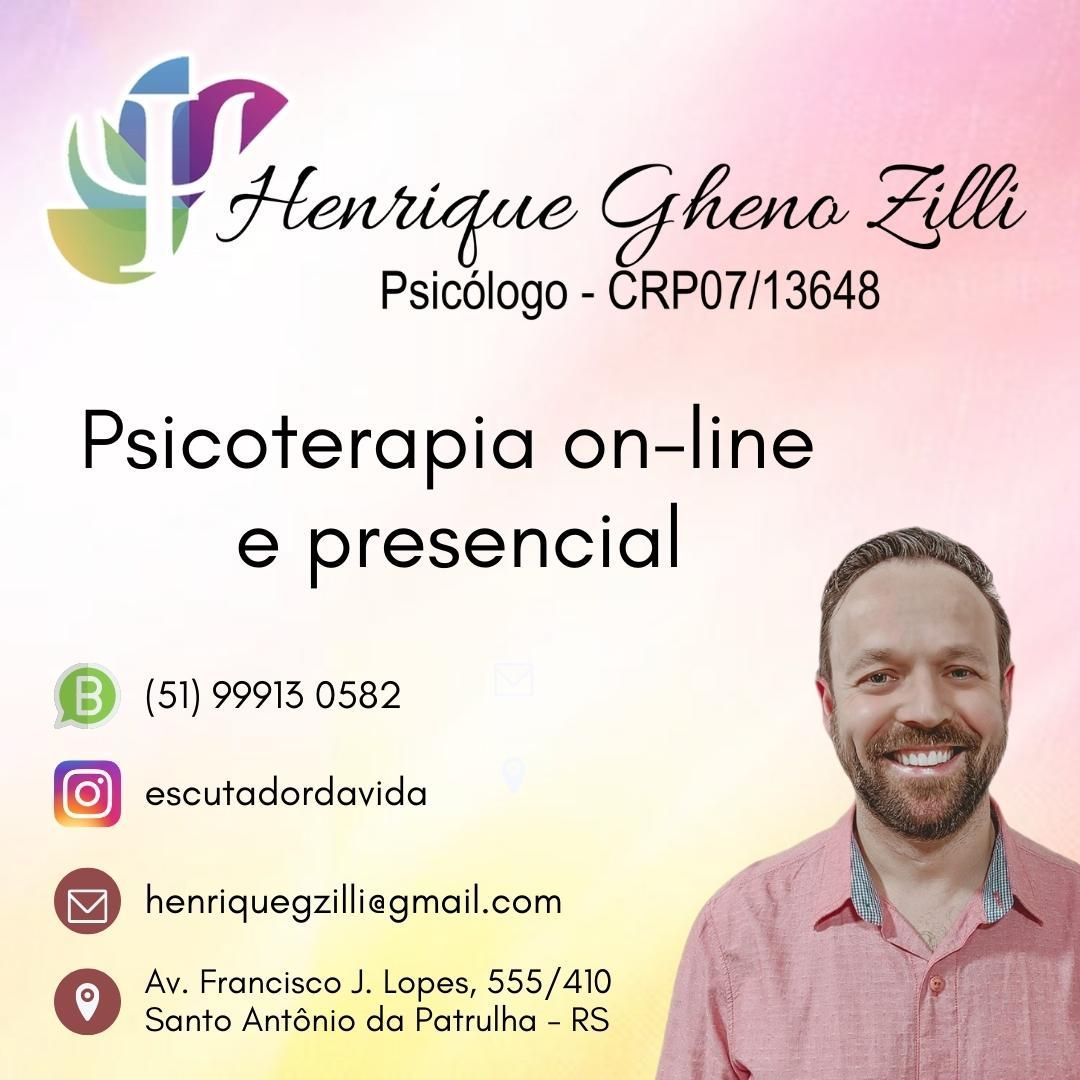 Henrique Gheno Zilli
Psicólogo - CRP07/13648
Psicoterapia on-line
e presencial
(51) 99913 0582
escutadordavida
henriquegzilli@gmail.com
Av. Francisco J. Lopes, 555/410
Santo Antônio da Patrulha - RS